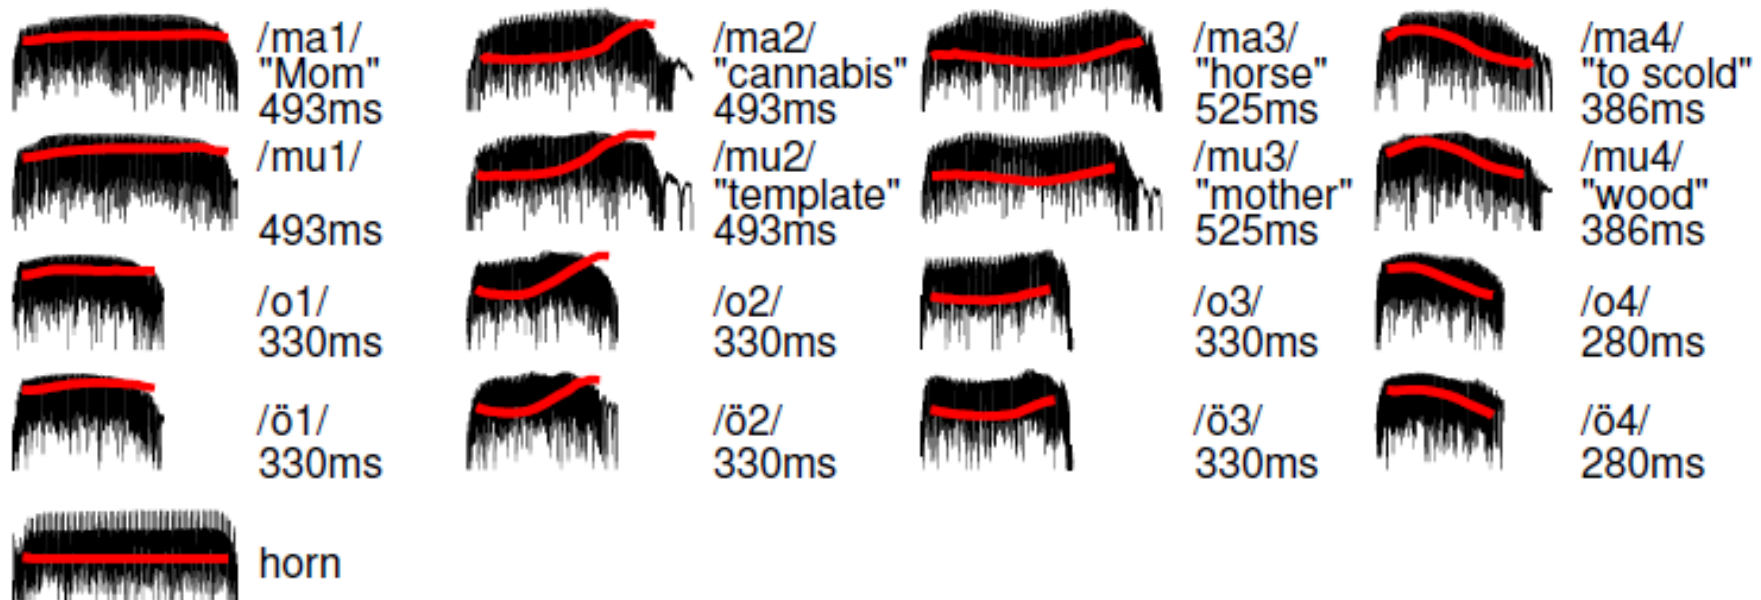 /ma1/
"Mom"
493ms
/ma2/
"cannabis"
493ms
/ma3/
"horse"
525ms
/ma4/
"to scold"
386ms
/mu1/
493ms
/mu2/
"template"
493ms
/mu3/
"mother"
525ms
/mu4/
"wood"
386ms
/o1/
330ms
/o2/
330ms
/o3/
330ms
/o4/
280ms
/ö1/
330ms
/ö2/
330ms
/ö3/
330ms
/ö4/
280ms
horn